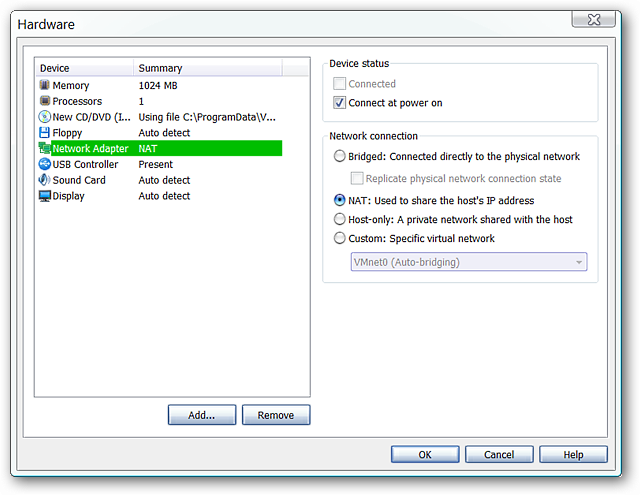 Hardware
Device Summary
Memory 1024 MB
Processors 1
New CD/DVD (I... Using file C:\ProgramData\V...
Floppy Auto detect
Network Adapter NAT
USB Controller Present
Sound Card Auto detect
Display Auto detect
Add... Remove
Device status
Connected
Connect at power on
Network connection
Bridged: Connected directly to the physical network
Replicate physical network connection state
NAT: Used to share the host's IP address
Host-only: A private network shared with the host
Custom: Specific virtual network
VMnet0 (Auto-bridging)
OK Cancel Help